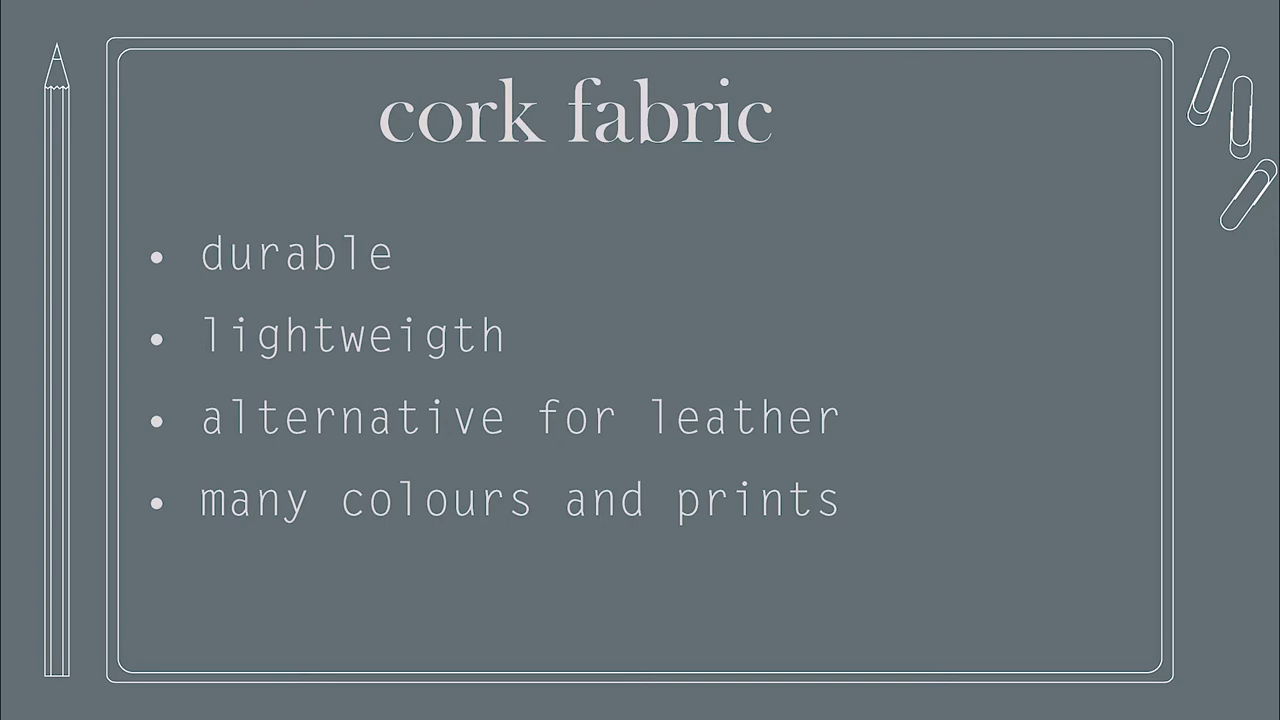 cork fabric
• durable
• lightweigth
• alternative for leather
• many colours and prints